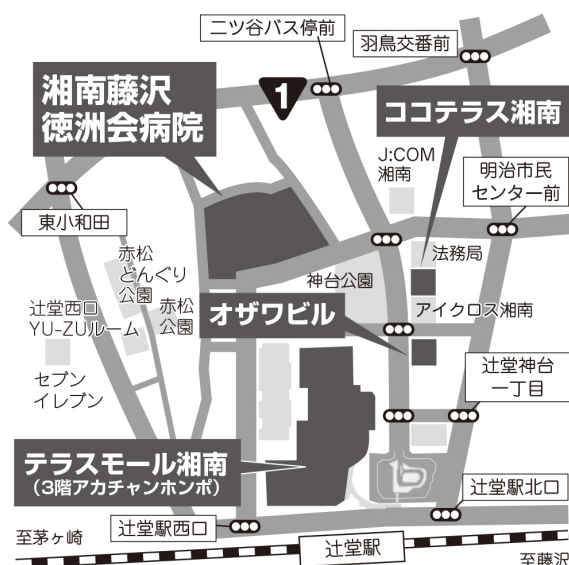 二ツ谷バス停前
羽鳥交番前
1
湘南藤沢
徳洲会病院
ココテラス湘南
J:COM
湘南
明治市民
センター前
東小和田
法務局
赤松
どんぐり
公園
神台公園
辻堂西口
YU-ZUルーム
赤松
公園
オザワビル
アイクロス湘南
セブン
イレブン
辻堂神台
一丁目
テラスモール湘南
(3階アカチャンホンポ)
辻堂駅北口
辻堂駅西口
至茅ヶ崎
辻堂駅
至藤沢